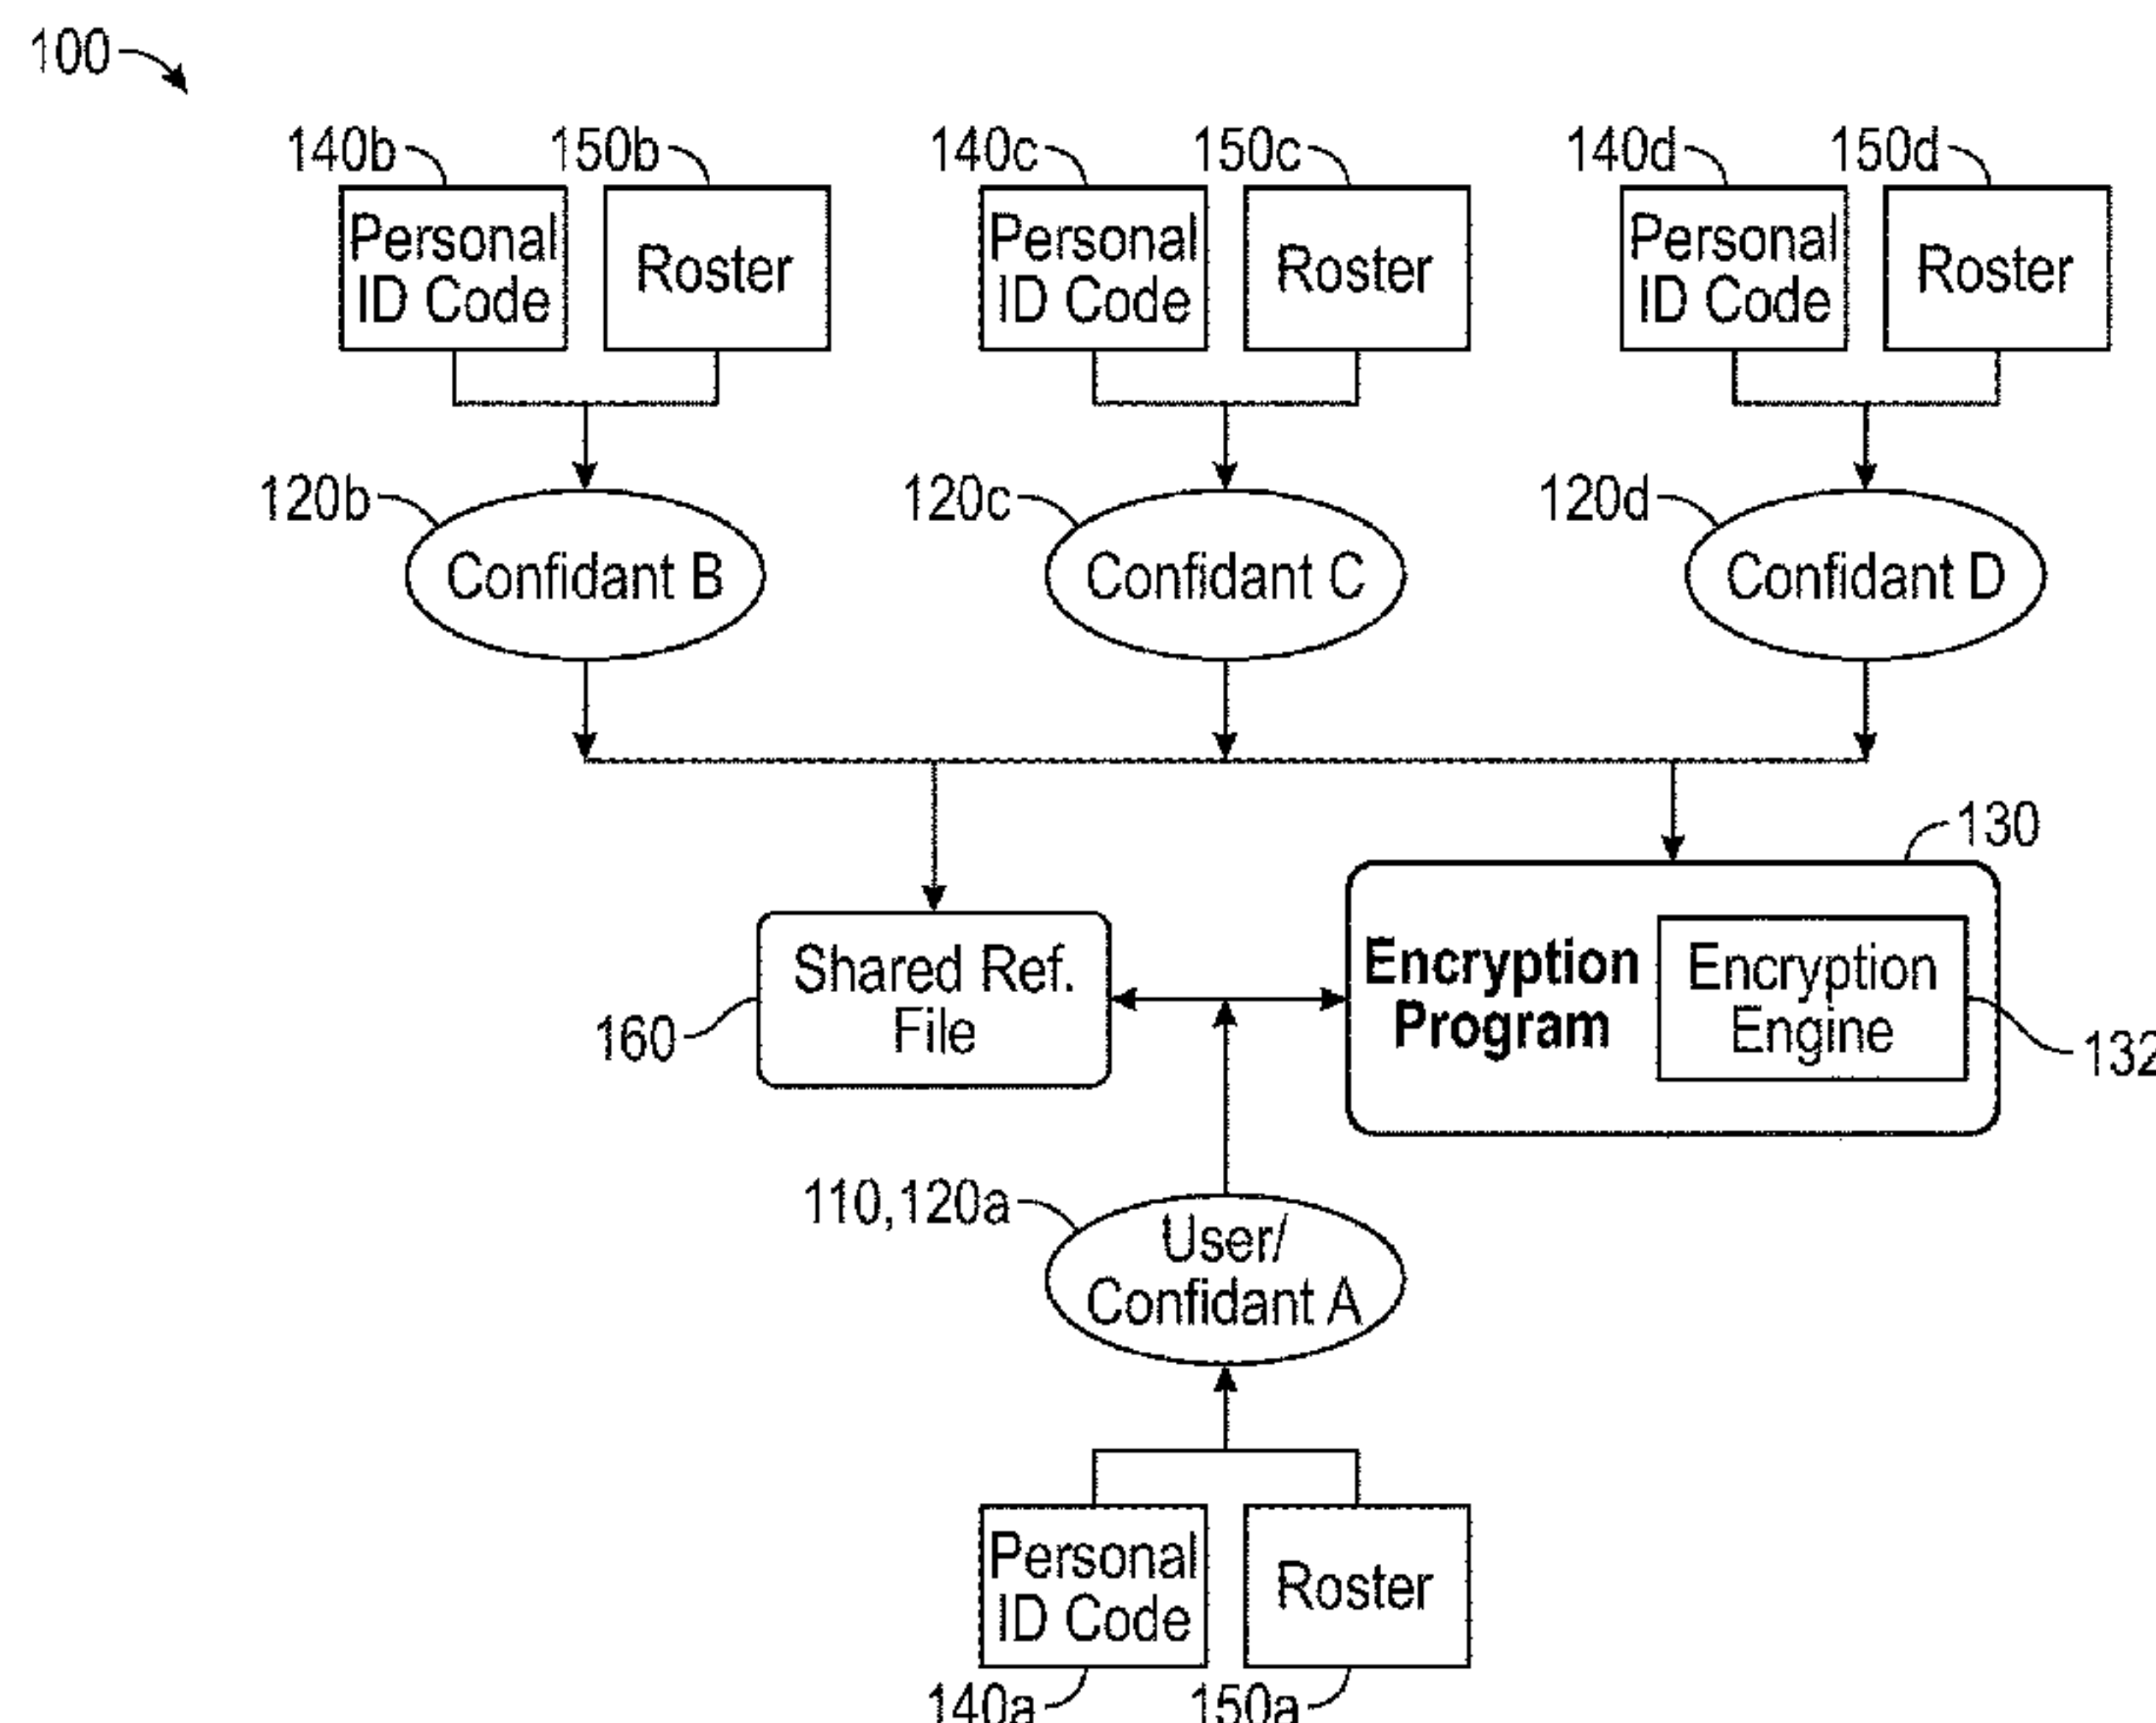 100
140b 150b 140c 150c 140d 150d
Personal
ID Code
Roster
Personal
ID Code
Roster
Personal
ID Code
Roster
120b 120c 120d
Confidant B
Confidant C
Confidant D
130
Shared Ref.
File
Encryption
Program
Encryption
Engine
160
132
110,120a
User/
Confidant A
Personal
ID Code
Roster
140a 150a